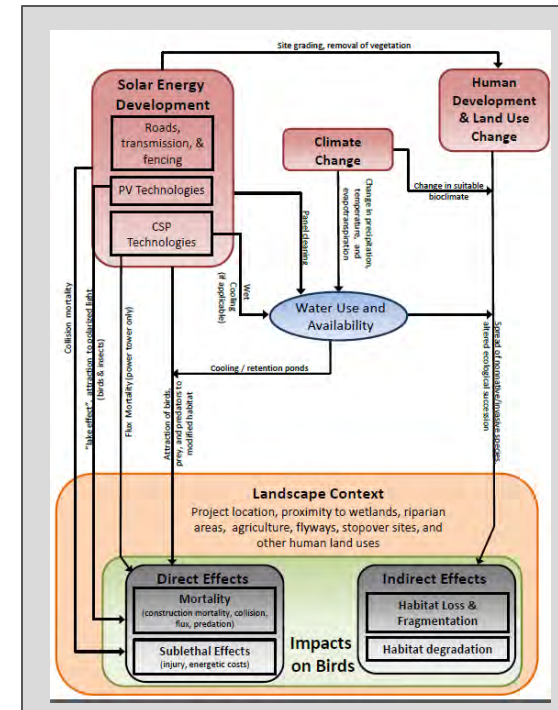 Site grading, removal of vegetation
Solar Energy
Development
Roads,
transmission, &
fencing
PV Technologies
CSP
Technologies
Human
Development
& Land Use
Change
Climate
Change
Change in suitable
bioclimate
Change in precipitation,
temperature, and
evapotranspiration
Panel cleaning
Wet
Cooling
(if applicable)
Water Use and
Availability
Cooling / retention ponds
Collision mortality
"lake effect", attraction to polarized light
(birds & insects)
Flux Mortality (power tower only)
Attraction of birds,
prey, and predators to
modified habitat
Spread of nonnative/invasive species,
altered ecological succession
Landscape Context
Project location, proximity to wetlands, riparian
areas, agriculture, flyways, stopover sites, and
other human land uses
Direct Effects
Mortality
(construction mortality, collision,
flux, predation)
Sublethal Effects
(injury, energetic costs)
Impacts
on Birds
Indirect Effects
Habitat Loss &
Fragmentation
Habitat degradation